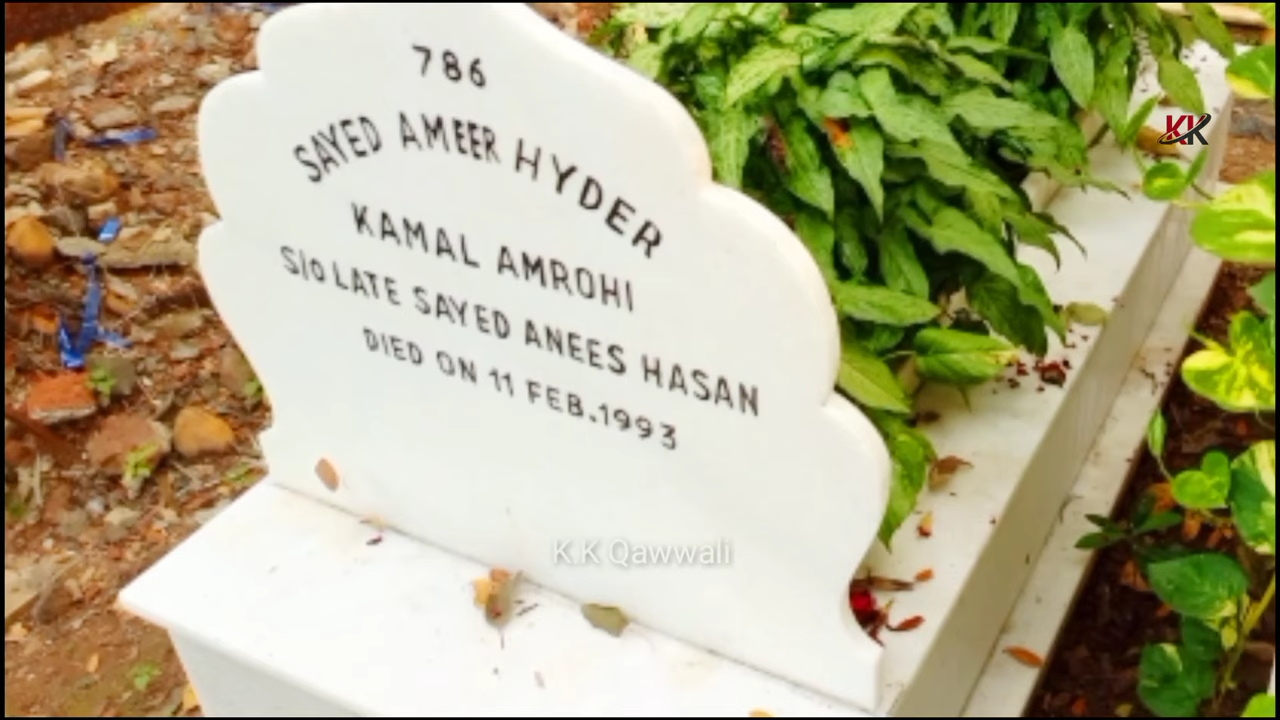 786
SAYED AMEER HYDER
KAMAL AMROHI
S/O LATE SAYED ANEES HASAN
DIED ON 11 FEB.1993
KK
K.K Qawwali